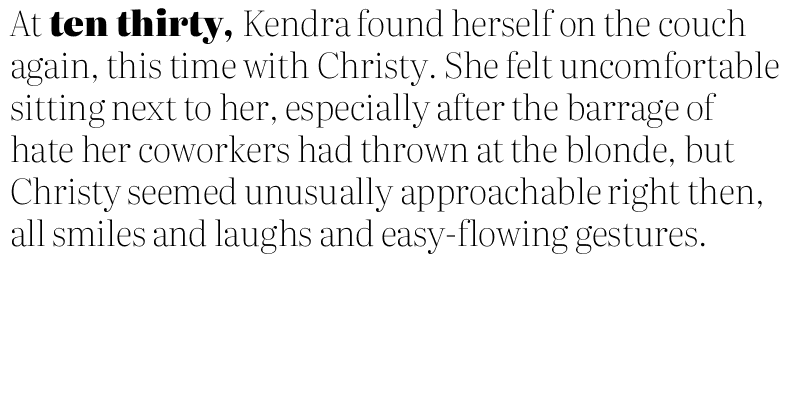 At ten thirty, Kendra found herself on the couch
again, this time with Christy. She felt uncomfortable
sitting next to her, especially after the barrage of
hate her coworkers had thrown at the blonde, but
Christy seemed unusually approachable right then,
all smiles and laughs and easy-flowing gestures.